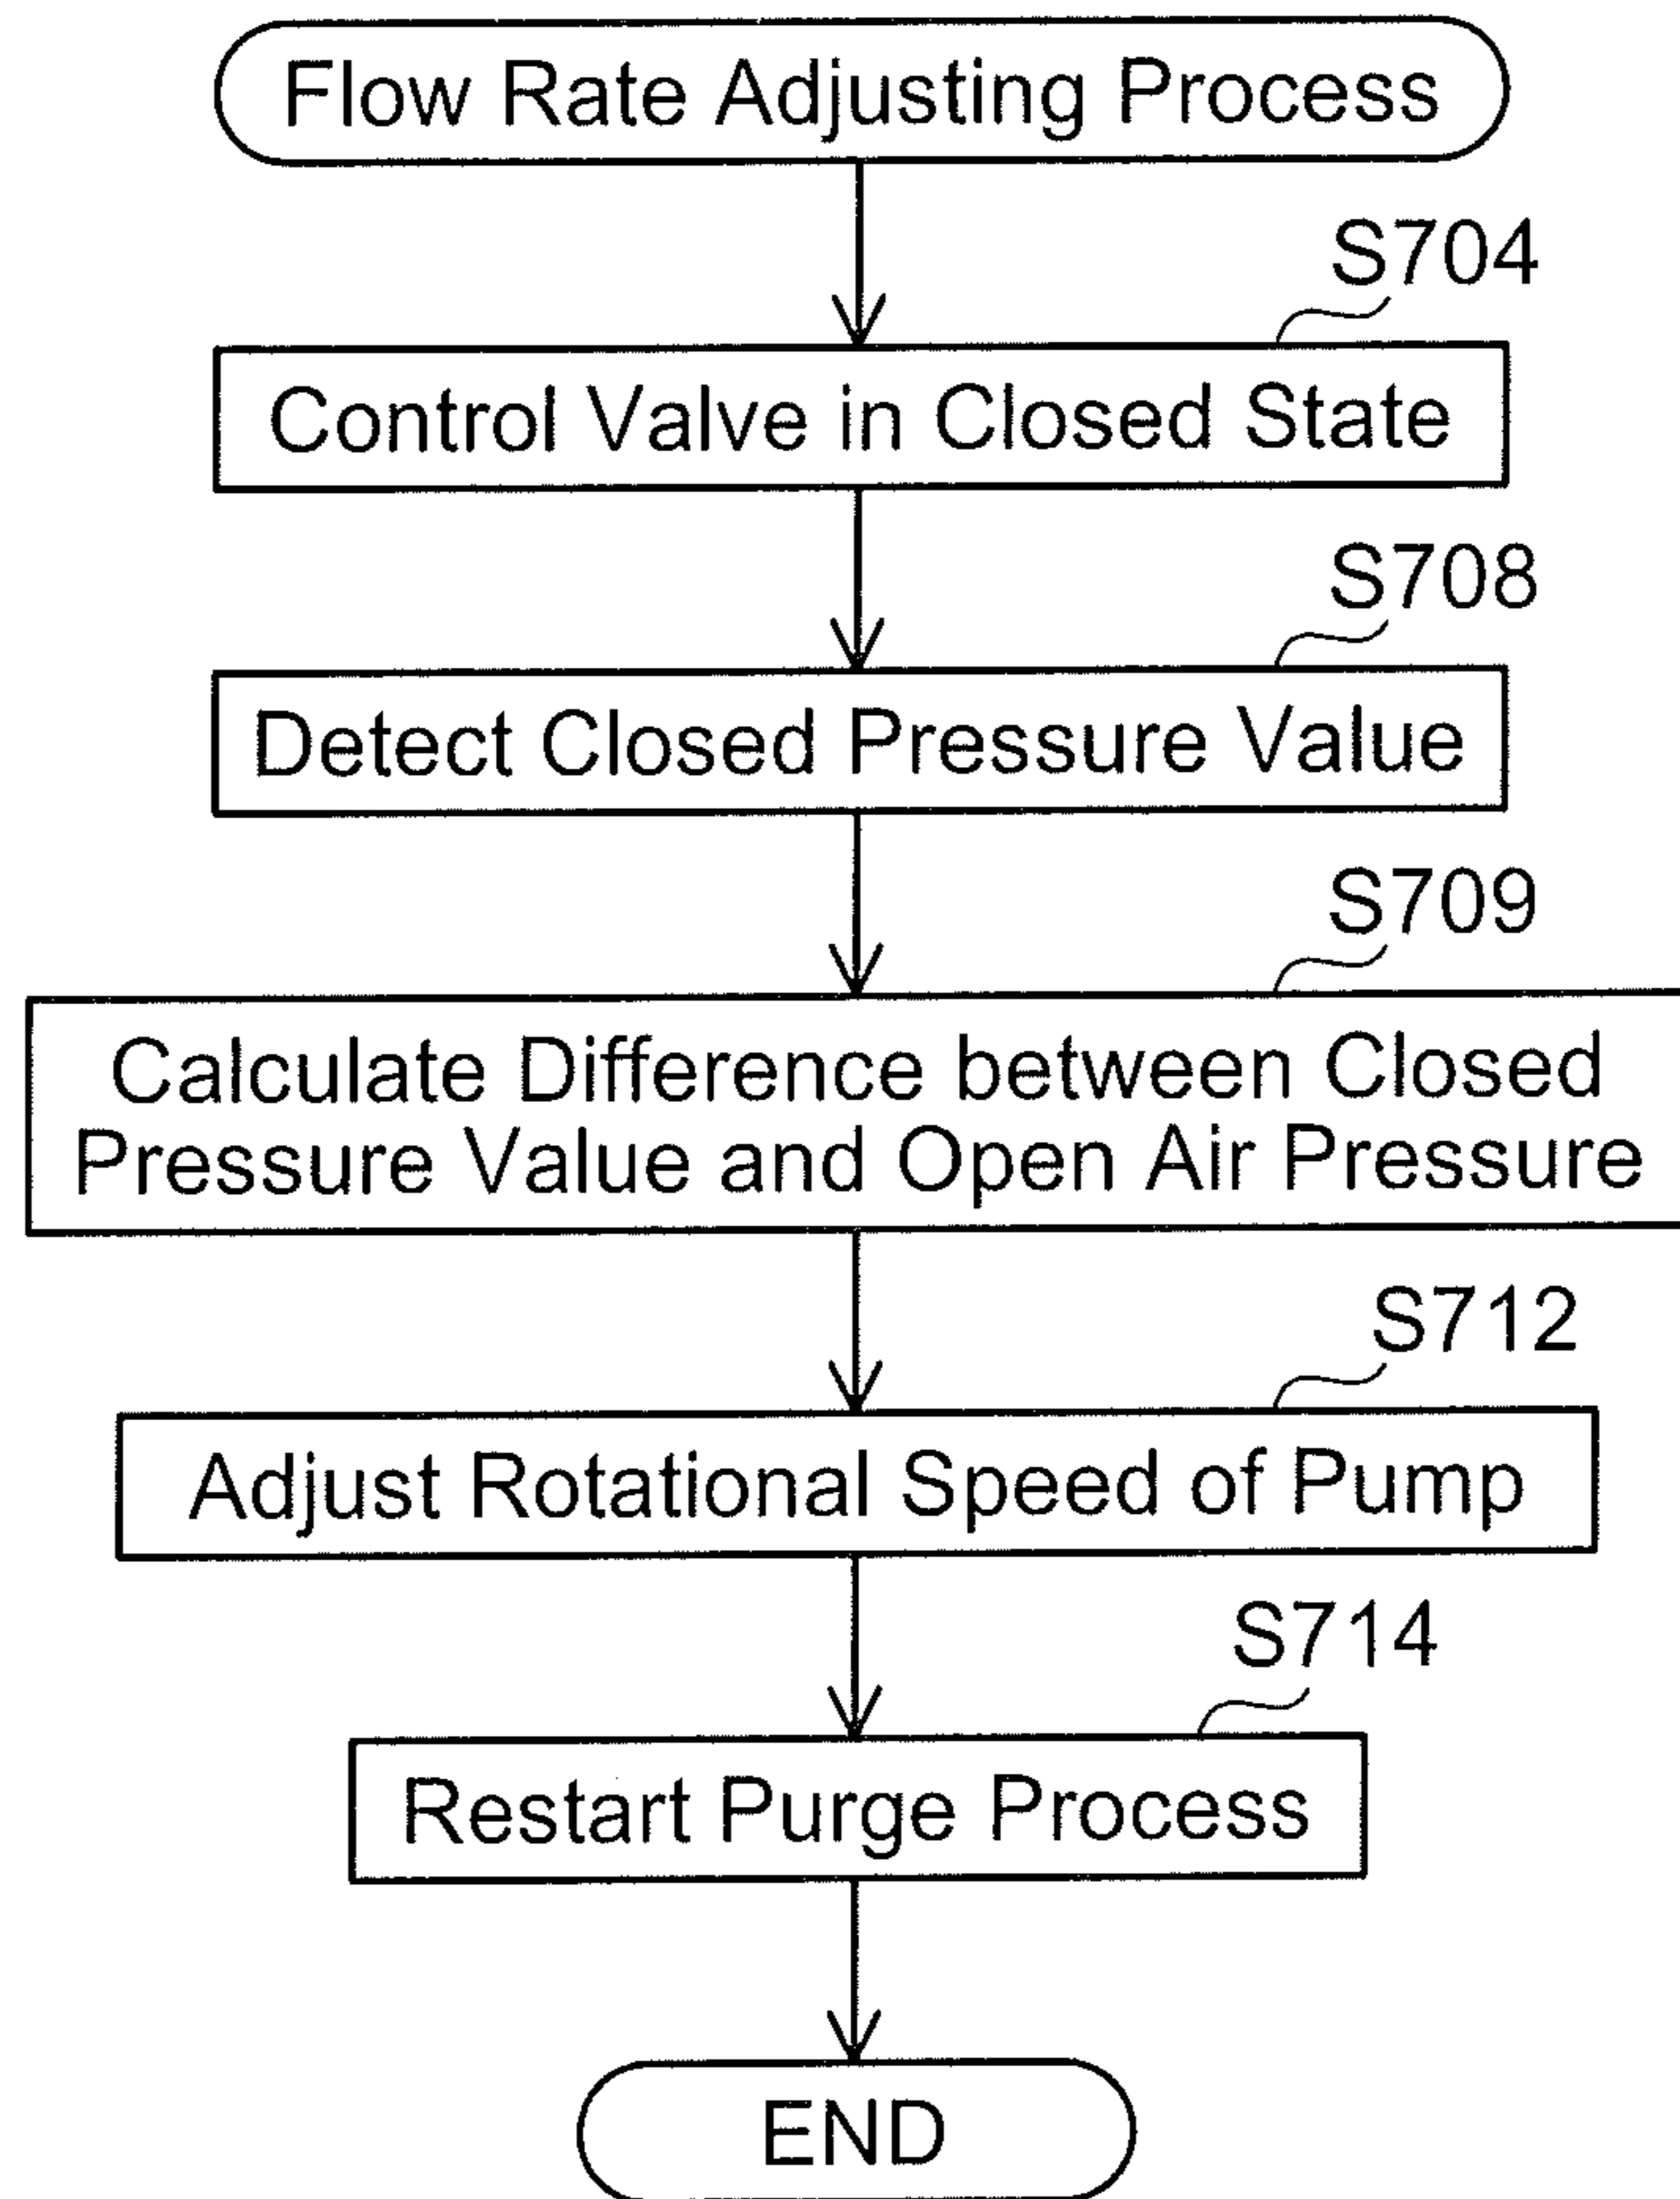 Flow Rate Adjusting Process
S704
Control Valve in Closed State
S708
Detect Closed Pressure Value
S709
Calculate Difference between Closed
Pressure Value and Open Air Pressure
S712
Adjust Rotational Speed of Pump
S714
Restart Purge Process
END